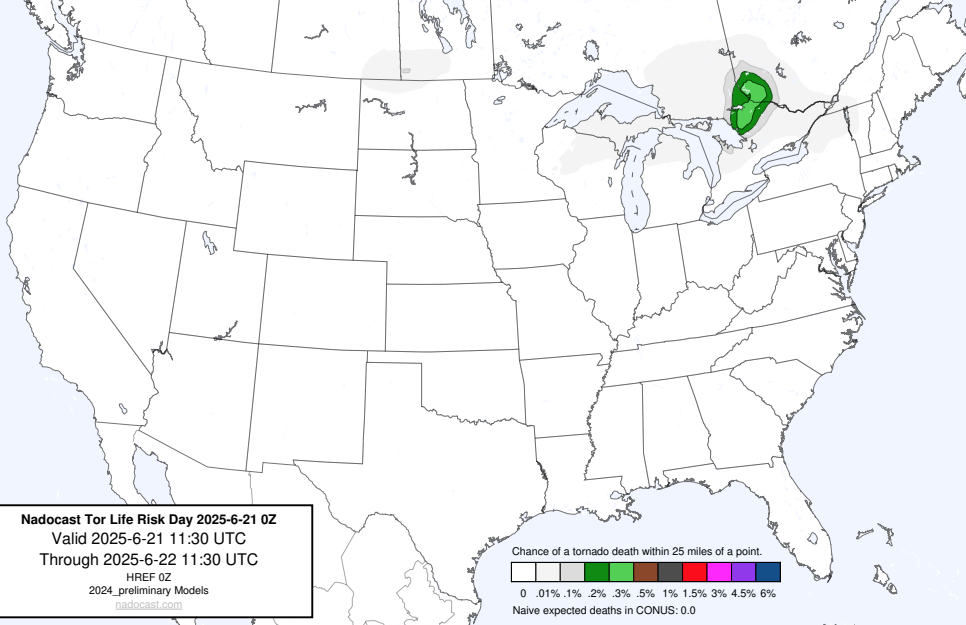 Nadocast Tor Life Risk Day 2025-6-21 0Z
Valid 2025-6-21 11:30 UTC
Through 2025-6-22 11:30 UTC
HREF 0Z
2024_preliminary Models
nadocast.com
Chance of a tornado death within 25 miles of a point.
0 .01% .1% .2% .3% .5% 1% 1.5% 3% 4.5% 6%
Naive expected deaths in CONUS: 0.0